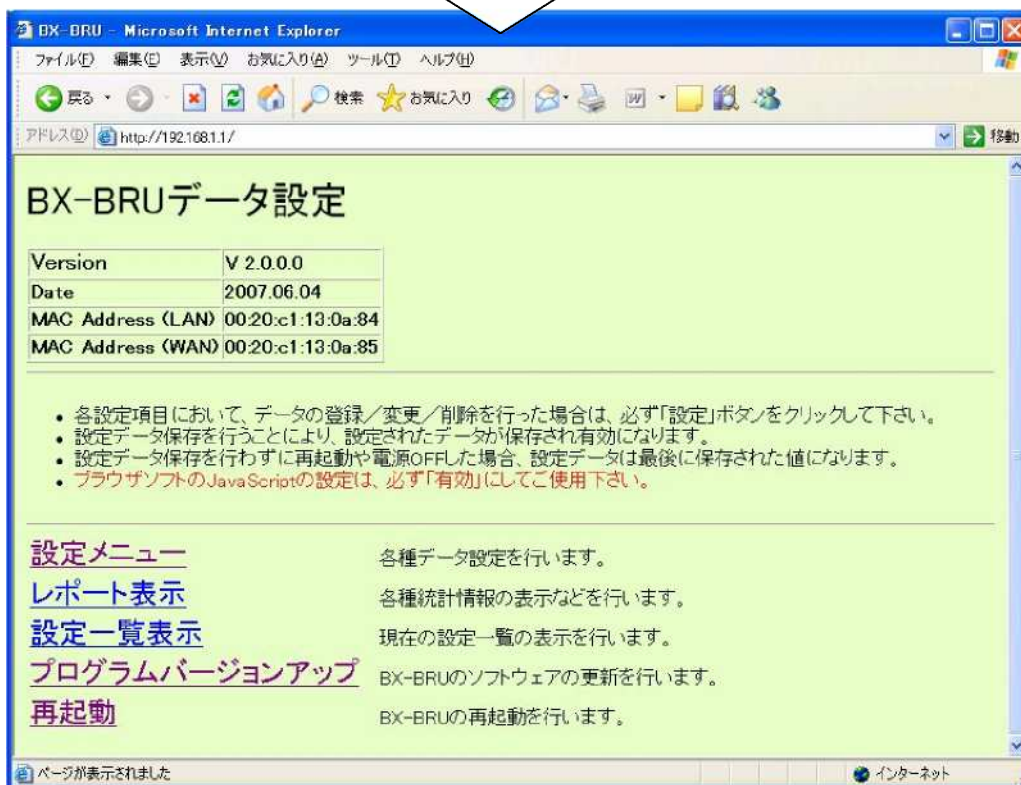 BX-BRU - Microsoft Internet Explorer
ファイル(F) 編集(E) 表示(V) お気に入り(A) ツール(T) ヘルプ(H)
戻る 検索 お気に入り
アドレス(D) http://192.168.1.1/ 移動
BX-BRUデータ設定
Version V 2.0.0.0
Date 2007.06.04
MAC Address (LAN) 00:20:c1:13:0a:84
MAC Address (WAN) 00:20:c1:13:0a:85
• 各設定項目において、データの登録／変更／削除を行った場合は、必ず「設定」ボタンをクリックして下さい。
• 設定データ保存を行うことにより、設定されたデータが保存され有効になります。
• 設定データ保存を行わずに再起動や電源OFFした場合、設定データは最後に保存された値になります。
• ブラウザソフトのJavaScriptの設定は、必ず「有効」にしてご使用下さい。
設定メニュー 各種データ設定を行います。
レポート表示 各種統計情報の表示などを行います。
設定一覧表示 現在の設定一覧の表示を行います。
プログラムバージョンアップ BX-BRUのソフトウェアの更新を行います。
再起動 BX-BRUの再起動を行います。
ページが表示されました インターネット